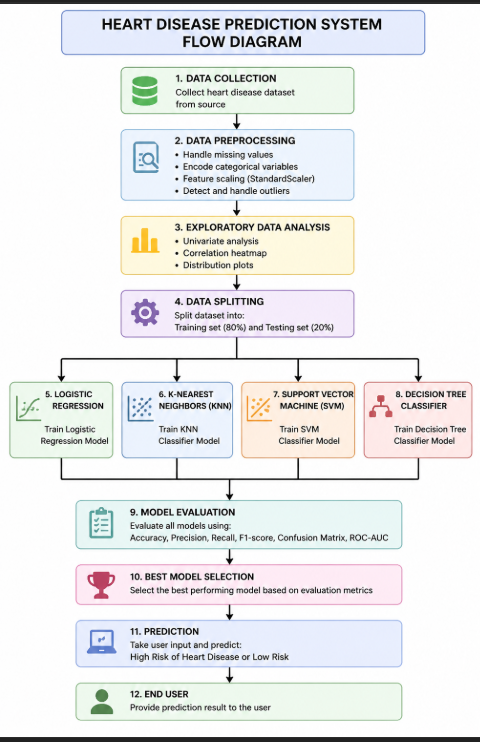 HEART DISEASE PREDICTION SYSTEM
FLOW DIAGRAM
1. DATA COLLECTION
Collect heart disease dataset
from source
2. DATA PREPROCESSING
• Handle missing values
• Encode categorical variables
• Feature scaling (StandardScaler)
• Detect and handle outliers
3. EXPLORATORY DATA ANALYSIS
• Univariate analysis
• Correlation heatmap
• Distribution plots
4. DATA SPLITTING
Split dataset into:
Training set (80%) and Testing set (20%)
5. LOGISTIC
REGRESSION
Train Logistic
Regression Model
6. K-NEAREST
NEIGHBORS (KNN)
Train KNN
Classifier Model
7. SUPPORT VECTOR
MACHINE (SVM)
Train SVM
Classifier Model
8. DECISION TREE
CLASSIFIER
Train Decision Tree
Classifier Model
9. MODEL EVALUATION
Evaluate all models using:
Accuracy, Precision, Recall, F1-score, Confusion Matrix, ROC-AUC
10. BEST MODEL SELECTION
Select the best performing model based on evaluation metrics
11. PREDICTION
Take user input and predict:
High Risk of Heart Disease or Low Risk
12. END USER
Provide prediction result to the user